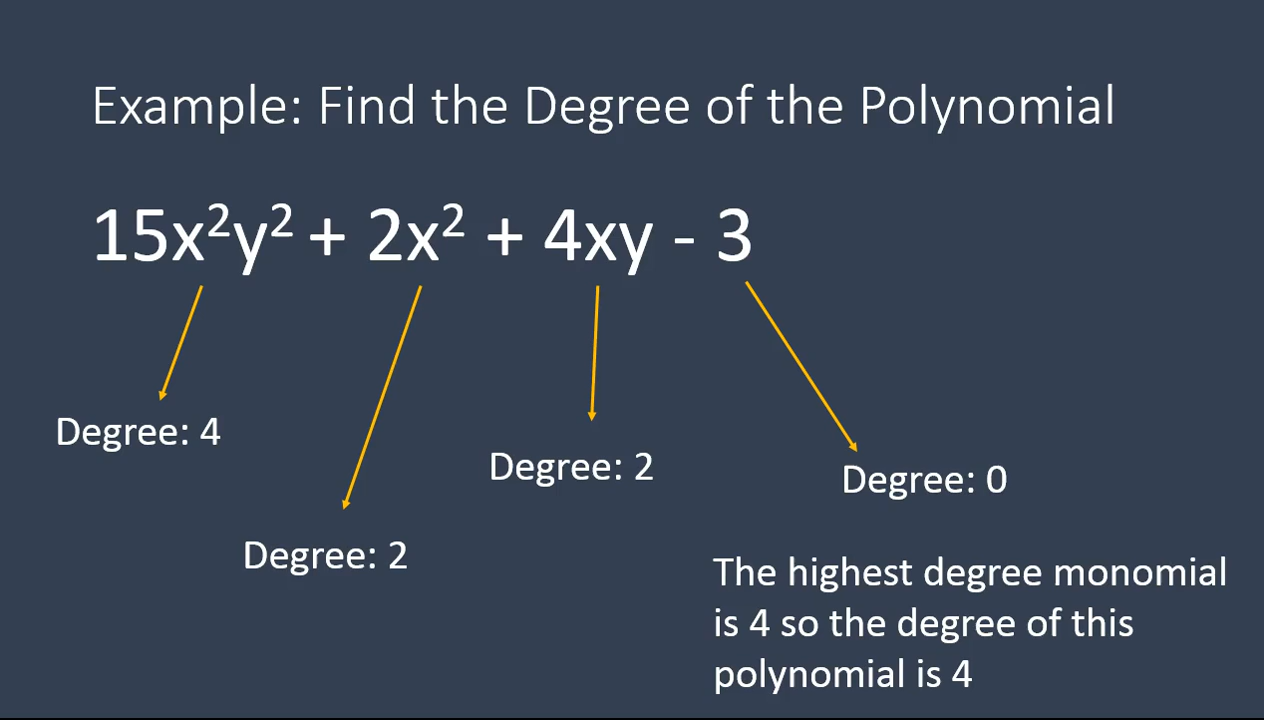 Example: Find the Degree of the Polynomial
15x²y² + 2x² + 4xy - 3
Degree: 4
Degree: 2
Degree: 0
Degree: 2
The highest degree monomial
is 4 so the degree of this
polynomial is 4